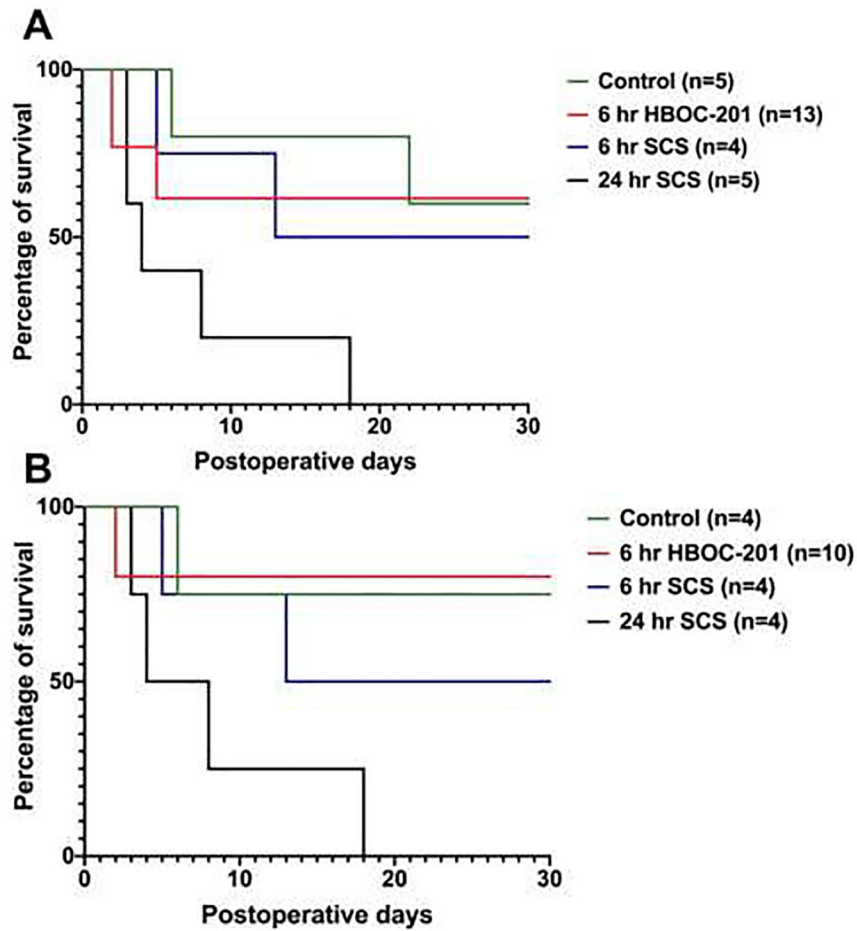 A
Percentage of survival
100
50
0
0 10 20 30
Postoperative days
Control (n=5)
6 hr HBOC-201 (n=13)
6 hr SCS (n=4)
24 hr SCS (n=5)
B
Percentage of survival
100
50
0
0 10 20 30
Postoperative days
Control (n=4)
6 hr HBOC-201 (n=10)
6 hr SCS (n=4)
24 hr SCS (n=4)